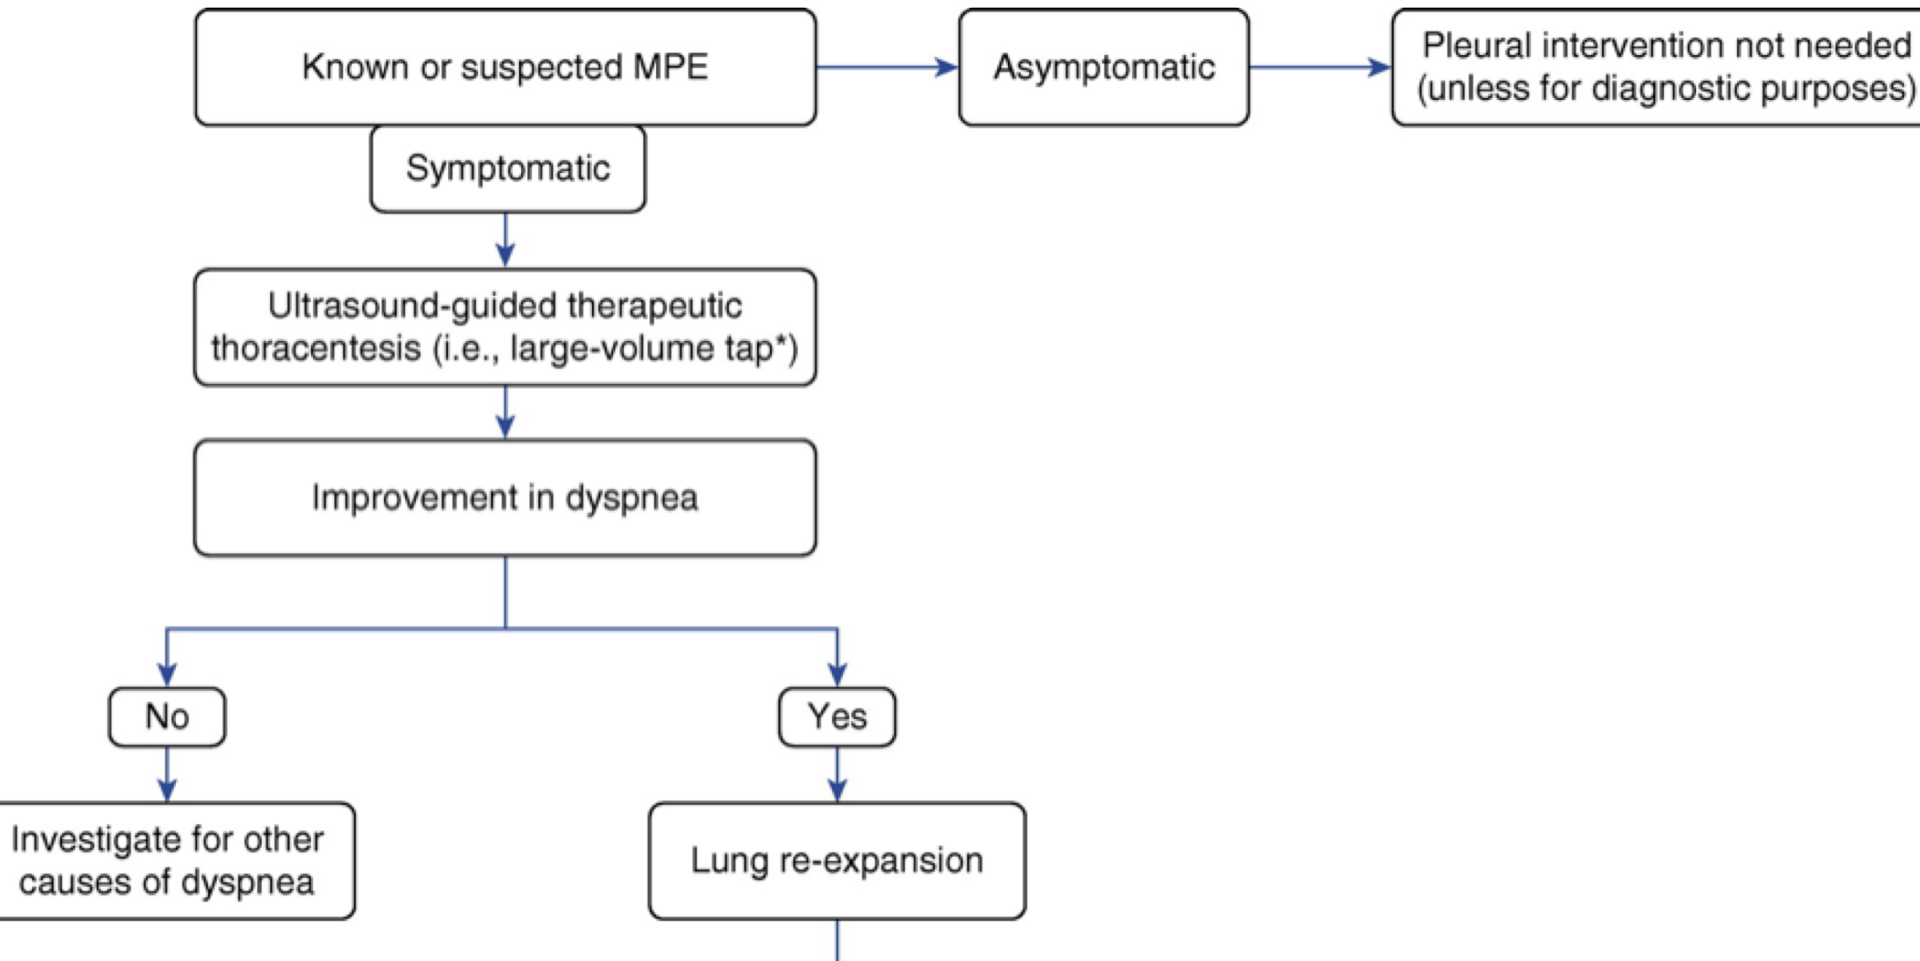 Known or suspected MPE
Asymptomatic
Pleural intervention not needed
(unless for diagnostic purposes)
Symptomatic
Ultrasound-guided therapeutic
thoracentesis (i.e., large-volume tap*)
Improvement in dyspnea
No
Yes
Investigate for other
causes of dyspnea
Lung re-expansion